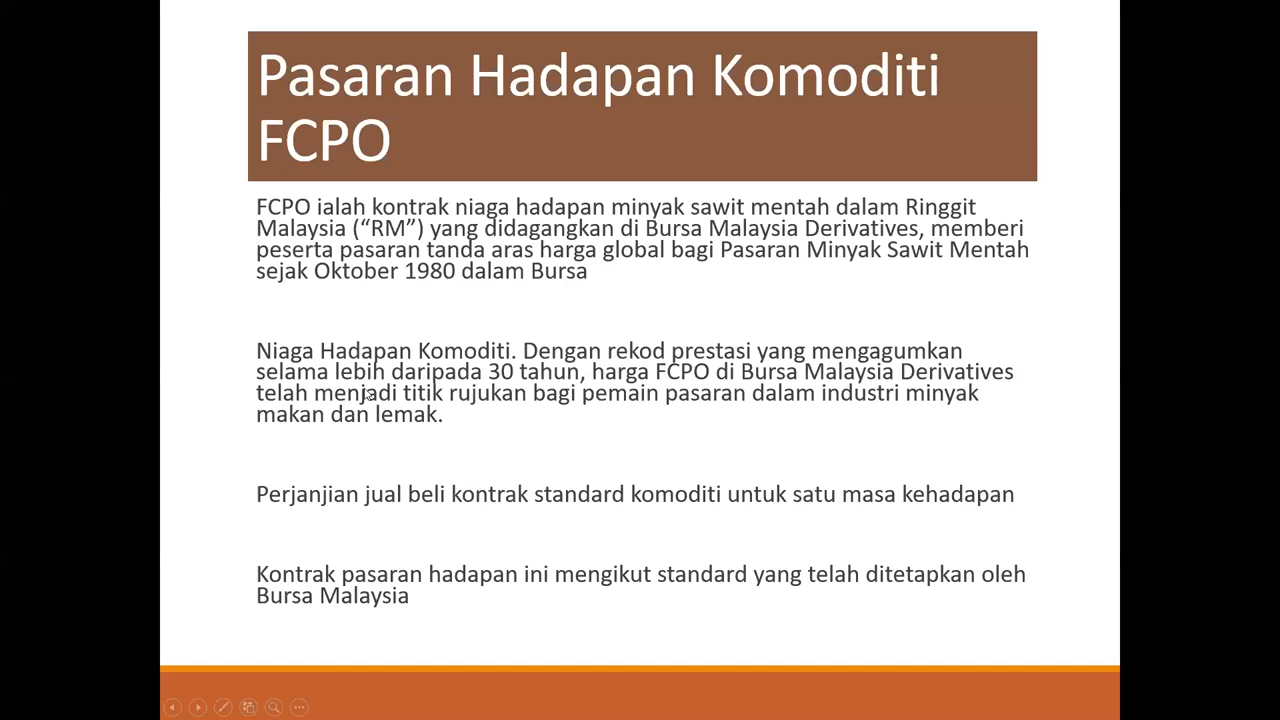 Pasaran Hadapan Komoditi
FCPO
FCPO ialah kontrak niaga hadapan minyak sawit mentah dalam Ringgit
Malaysia (“RM”) yang didagangkan di Bursa Malaysia Derivatives, memberi
peserta pasaran tanda aras harga global bagi Pasaran Minyak Sawit Mentah
sejak Oktober 1980 dalam Bursa
Niaga Hadapan Komoditi. Dengan rekod prestasi yang mengagumkan
selama lebih daripada 30 tahun, harga FCPO di Bursa Malaysia Derivatives
telah menjadi titik rujukan bagi pemain pasaran dalam industri minyak
makan dan lemak.
Perjanjian jual beli kontrak standard komoditi untuk satu masa kehadapan
Kontrak pasaran hadapan ini mengikut standard yang telah ditetapkan oleh
Bursa Malaysia